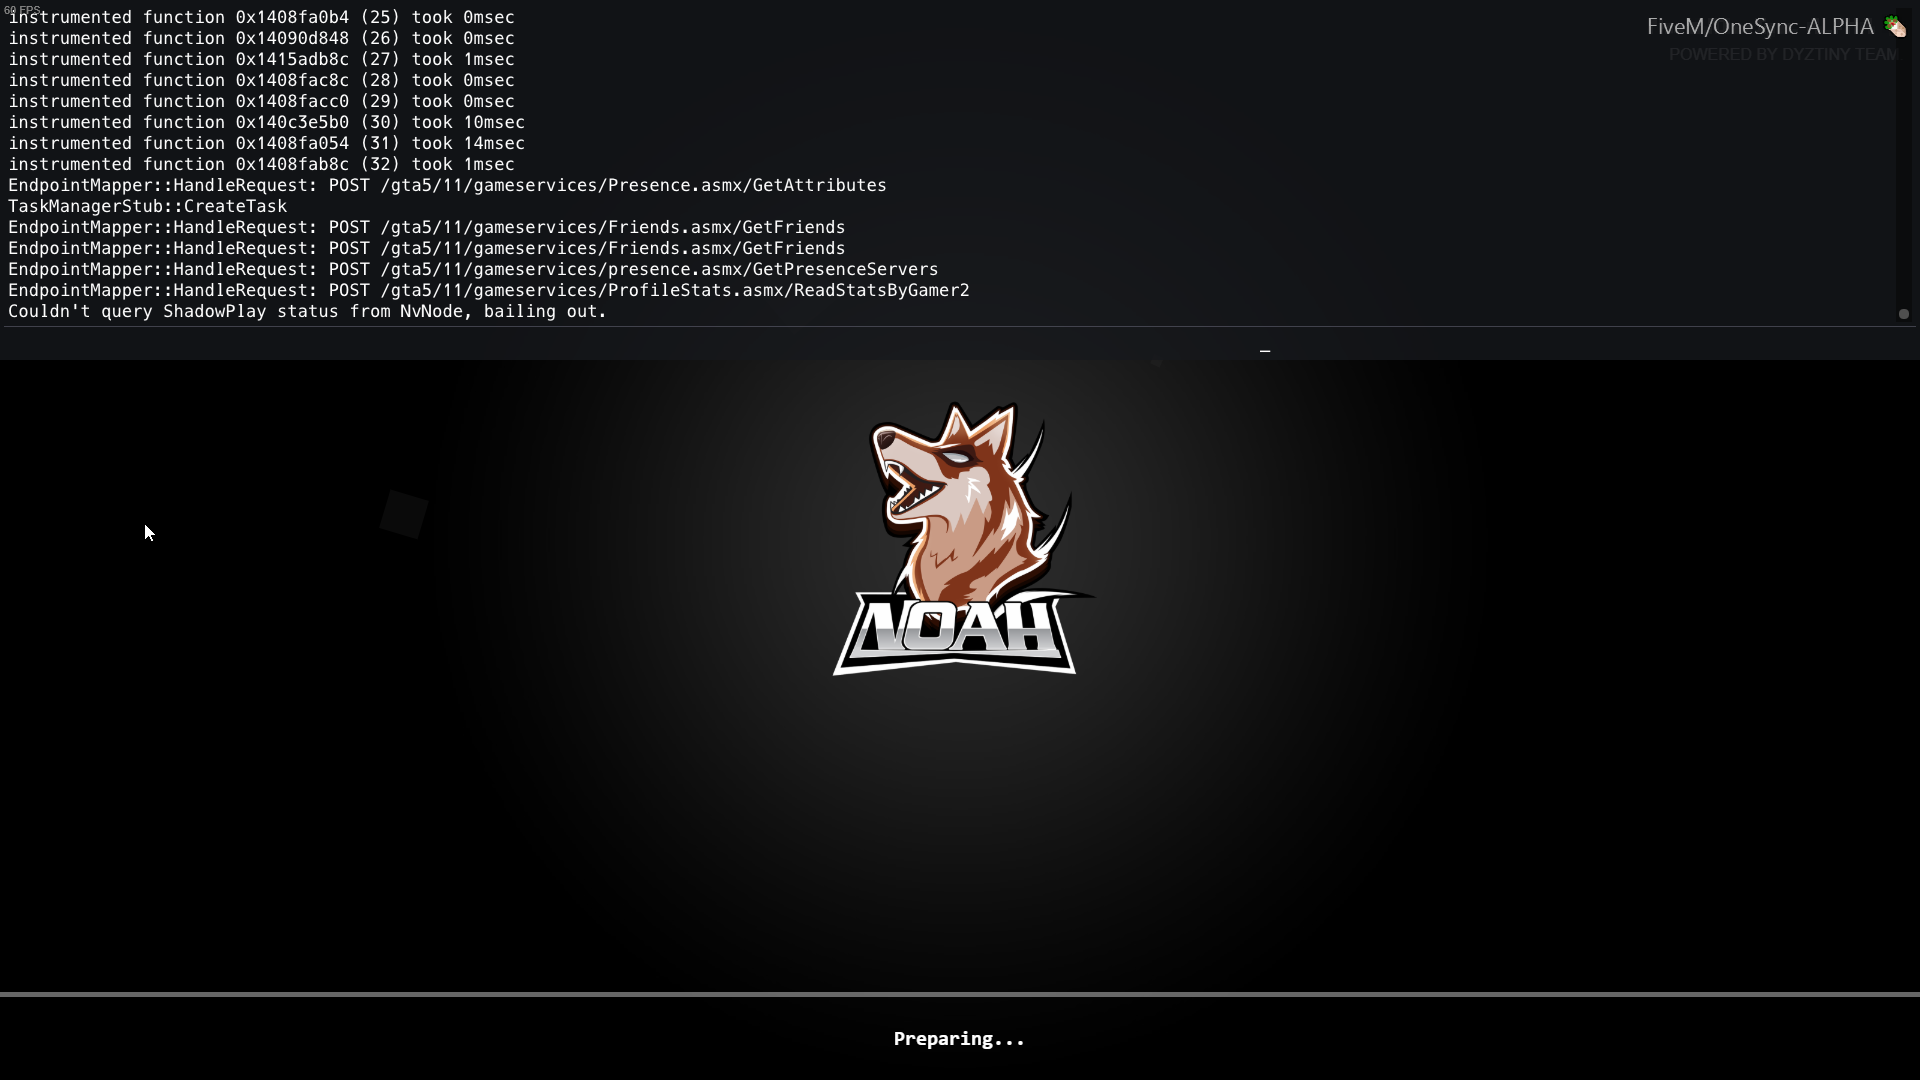 60 FPS
instrumented function 0x1408fa0b4 (25) took 0msec
FiveM/OneSync-ALPHA
instrumented function 0x14090d848 (26) took 0msec
POWERED BY DYZTINY TEAM
instrumented function 0x1415adb8c (27) took 1msec
instrumented function 0x1408fac8c (28) took 0msec
instrumented function 0x1408facc0 (29) took 0msec
instrumented function 0x140c3e5b0 (30) took 10msec
instrumented function 0x1408fa054 (31) took 14msec
instrumented function 0x1408fab8c (32) took 1msec
EndpointMapper::HandleRequest: POST /gta5/11/gameservices/Presence.asmx/GetAttributes
TaskManagerStub::CreateTask
EndpointMapper::HandleRequest: POST /gta5/11/gameservices/Friends.asmx/GetFriends
EndpointMapper::HandleRequest: POST /gta5/11/gameservices/Friends.asmx/GetFriends
EndpointMapper::HandleRequest: POST /gta5/11/gameservices/presence.asmx/GetPresenceServers
EndpointMapper::HandleRequest: POST /gta5/11/gameservices/ProfileStats.asmx/ReadStatsByGamer2
Couldn't query ShadowPlay status from NvNode, bailing out.
_
NOAH
Preparing...